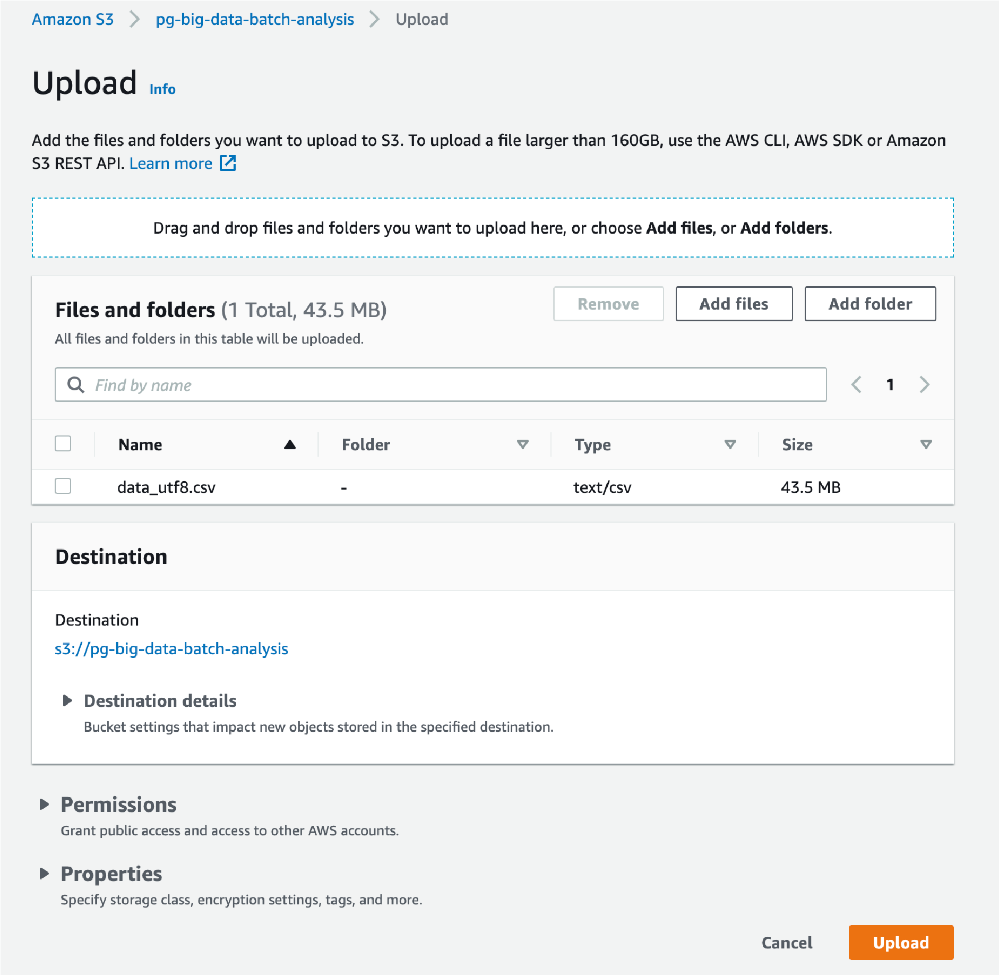 Amazon S3 > pg-big-data-batch-analysis > Upload
Upload Info
Add the files and folders you want to upload to S3. To upload a file larger than 160GB, use the AWS CLI, AWS SDK or Amazon
S3 REST API. Learn more
Drag and drop files and folders you want to upload here, or choose Add files, or Add folders.
Files and folders (1 Total, 43.5 MB)
Remove
Add files
Add folder
All files and folders in this table will be uploaded.
Find by name
1
Name Folder Type Size
data_utf8.csv - text/csv 43.5 MB
Destination
Destination
s3://pg-big-data-batch-analysis
Destination details
Bucket settings that impact new objects stored in the specified destination.
Permissions
Grant public access and access to other AWS accounts.
Properties
Specify storage class, encryption settings, tags, and more.
Cancel
Upload